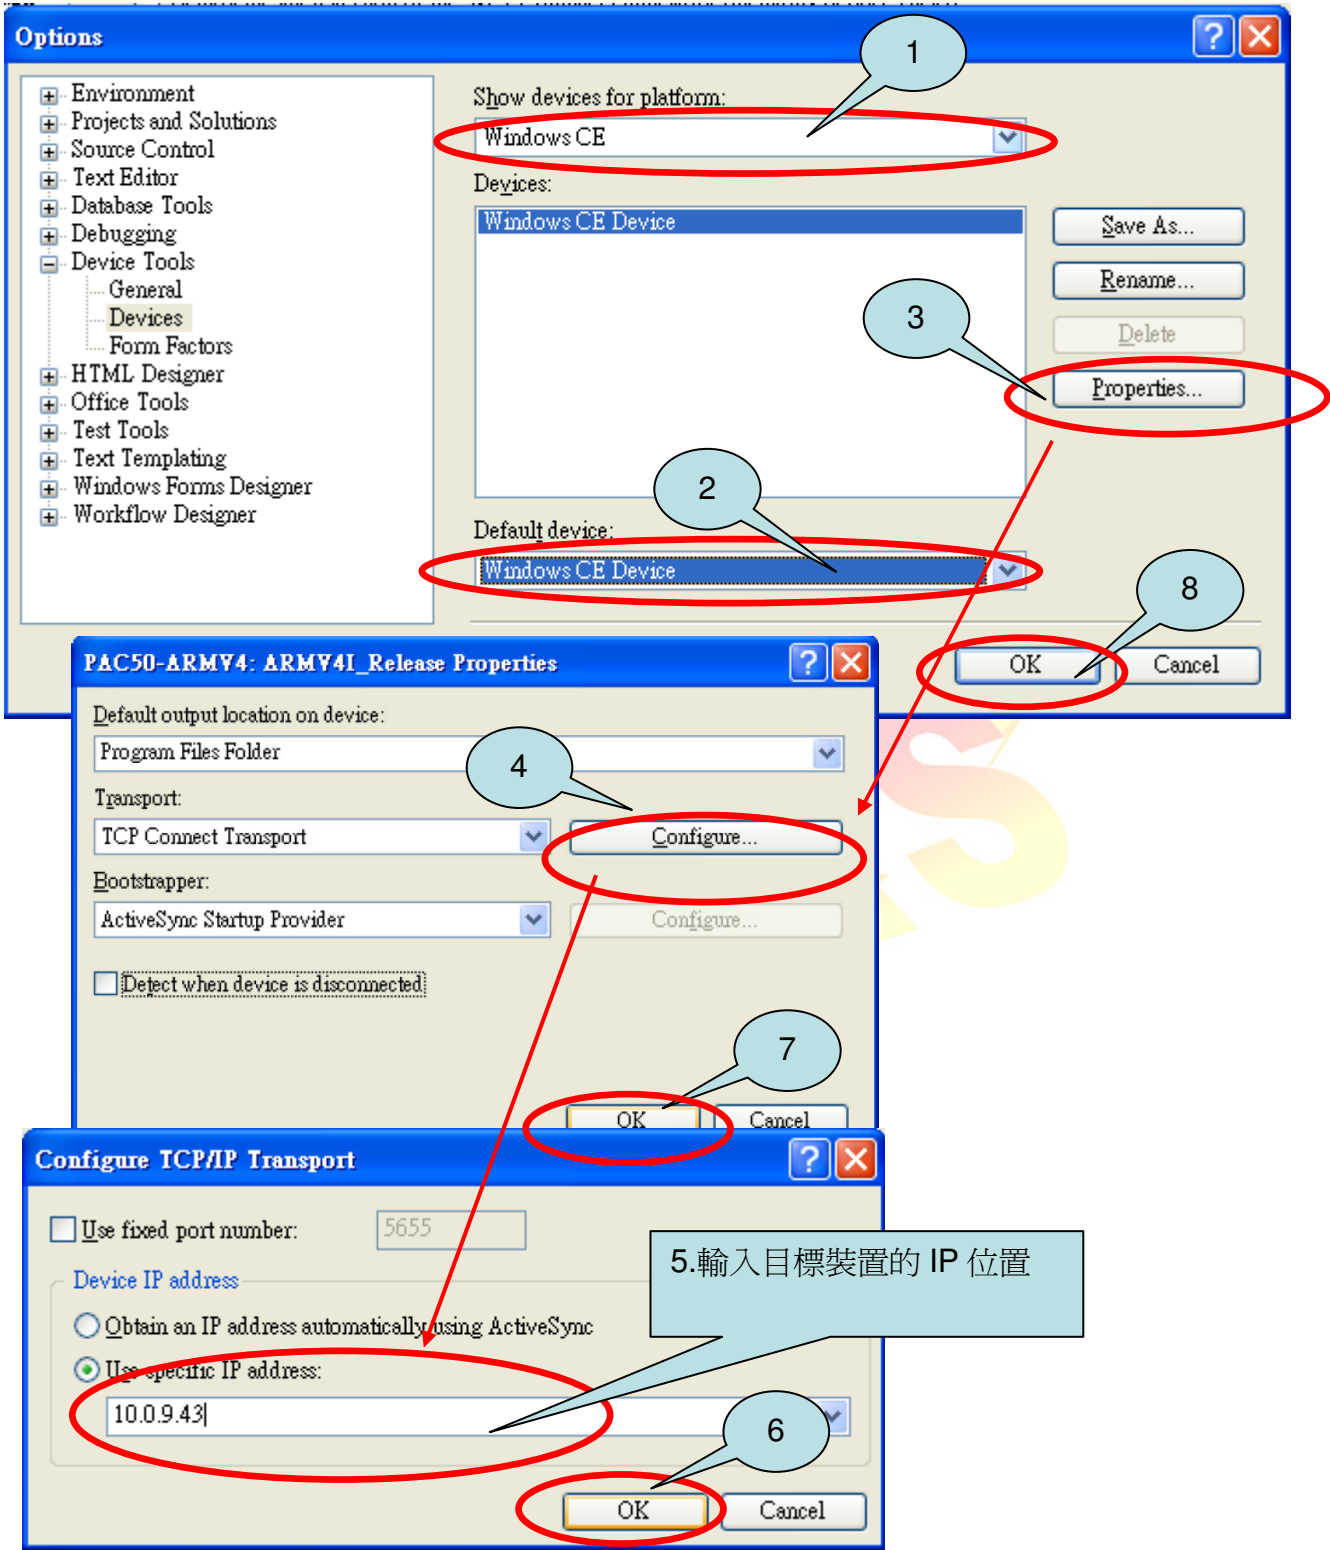 Options
1
Environment
Projects and Solutions
Source Control
Text Editor
Database Tools
Debugging
Device Tools
General
Devices
Form Factors
HTML Designer
Office Tools
Test Tools
Text Templating
Windows Forms Designer
Workflow Designer
Show devices for platform:
Windows CE
Devices:
Windows CE Device
Save As...
Rename...
Delete
Properties...
3
2
Default device:
Windows CE Device
8
OK
Cancel
PAC50-ARMV4: ARMV4I_Release Properties
Default output location on device:
Program Files Folder
4
Transport:
TCP Connect Transport
Configure...
Bootstrapper:
ActiveSync Startup Provider
Configure...
Detect when device is disconnected
7
OK
Cancel
Configure TCP/IP Transport
Use fixed port number:
5655
5.輸入目標裝置的 IP 位置
Device IP address
Obtain an IP address automatically using ActiveSync
Use specific IP address:
10.0.9.43
6
OK
Cancel